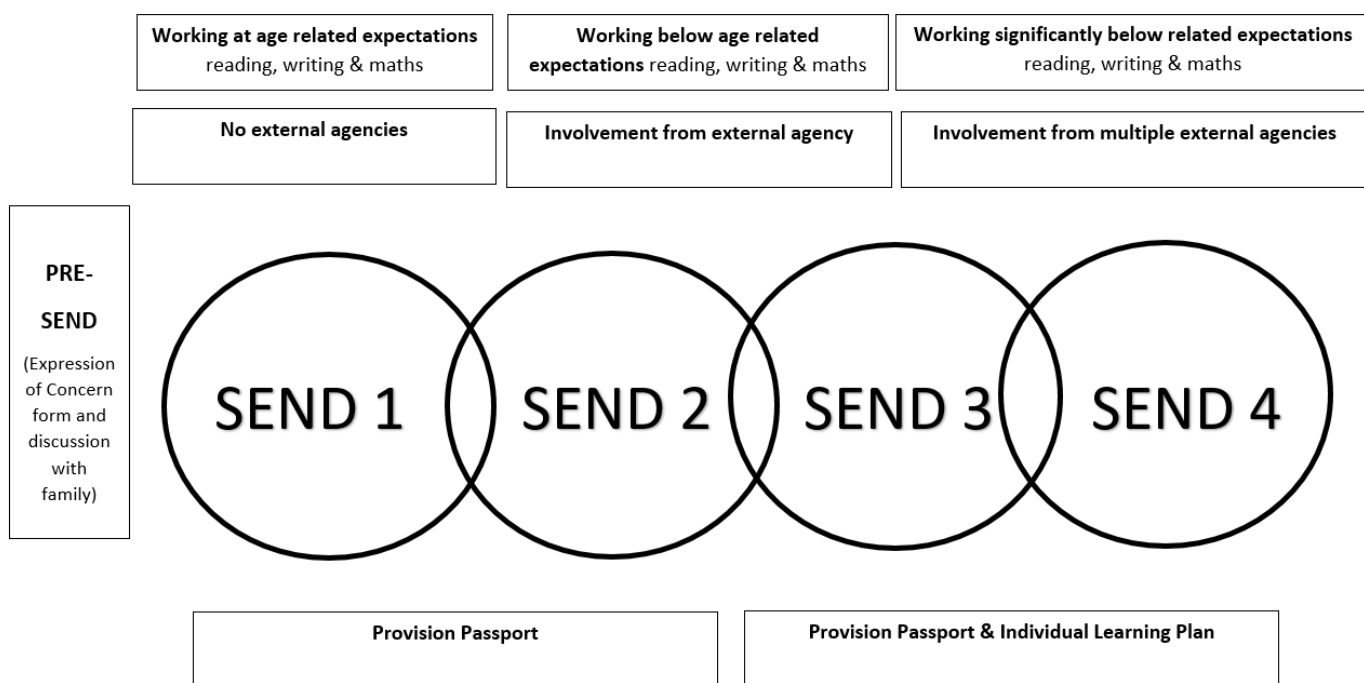 Working at age related expectations
reading, writing & maths
Working below age related
expectations reading, writing & maths
Working significantly below related expectations
reading, writing & maths
No external agencies
Involvement from external agency
Involvement from multiple external agencies
PRE-
SEND
(Expression
of Concern
form and
discussion
with
family)
SEND 1
SEND 2
SEND 3
SEND 4
Provision Passport
Provision Passport & Individual Learning Plan